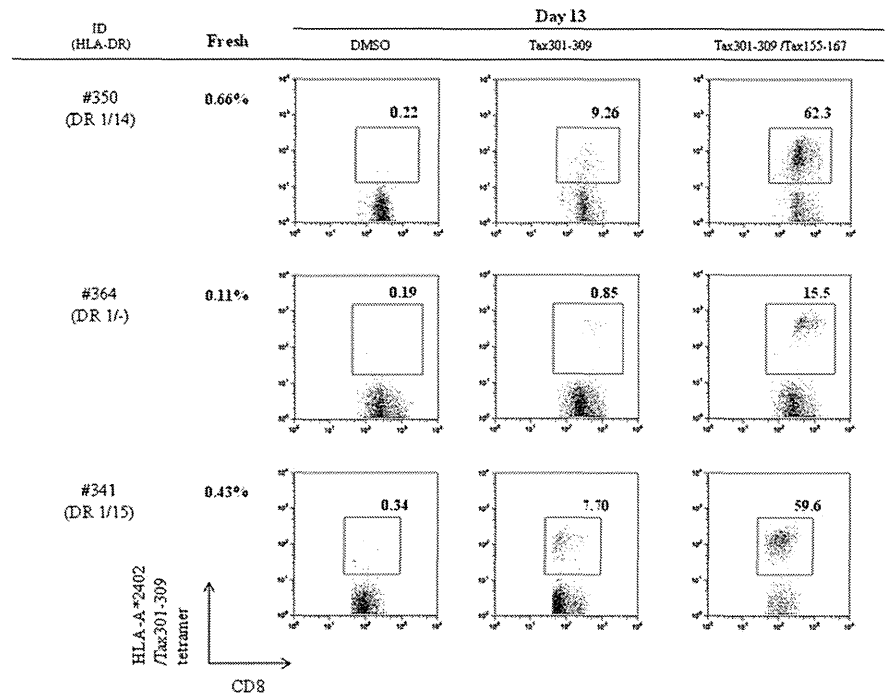 ID
(HLA-DR)
Fresh
Day 13
DMSO
Tax301-309
Tax301-309 /Tax155-167
#350
(DR 1/14)
0.66%
0.22
9.26
62.3
#364
(DR 1/-)
0.11%
0.19
0.85
15.5
#341
(DR 1/15)
0.43%
0.34
7.70
59.6
HLA-A*2402
/Tax301-309
tetramer
CD8